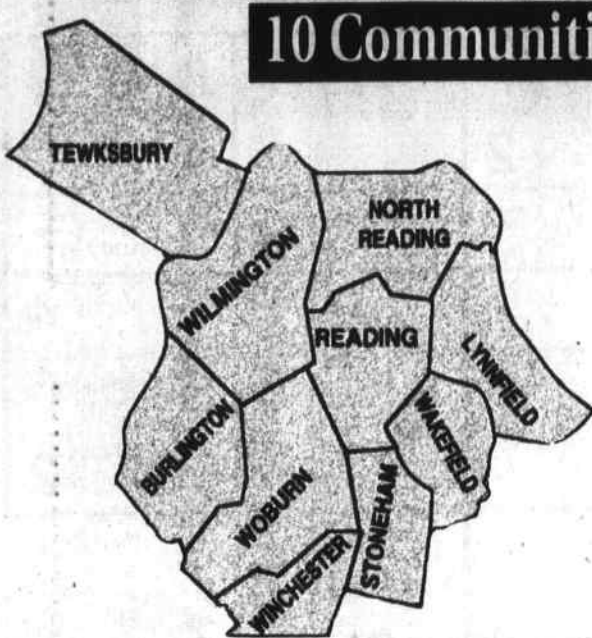 10 Communiti
TEWKSBURY
NORTH
READING
WILMINGTON
READING
LYNNFIELD
BURLINGTON
WAKEFIELD
WOBURN
STONEHAM
WINCHESTER